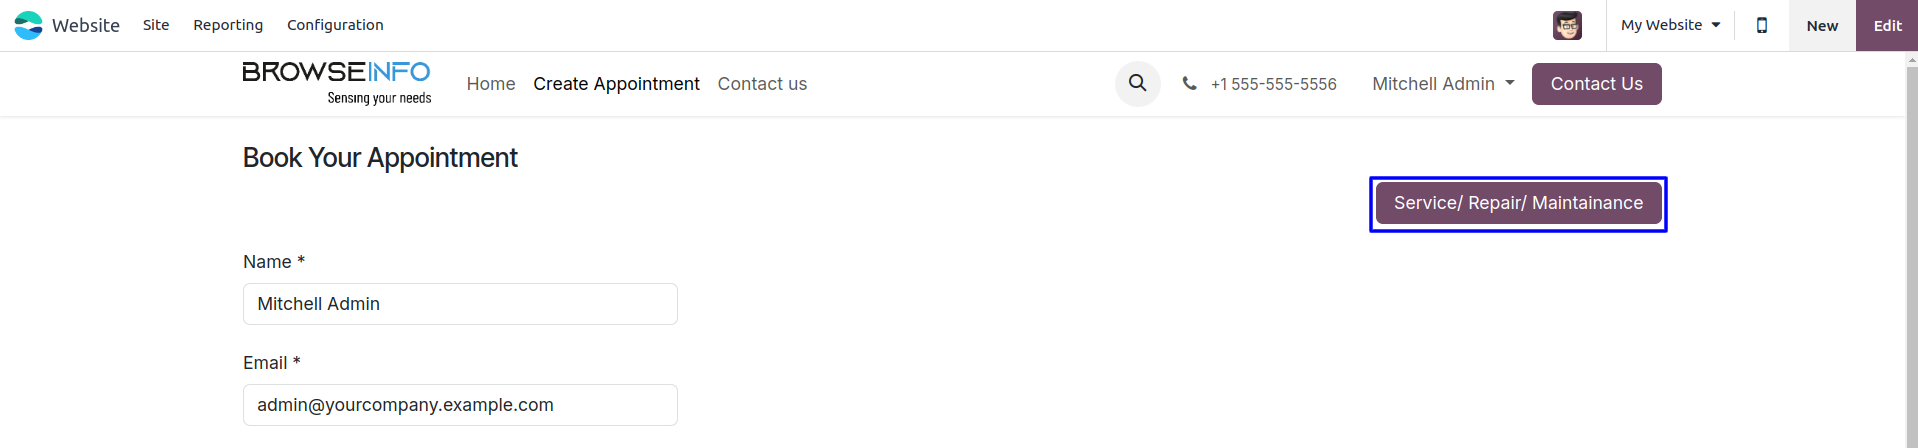 Website Site Reporting Configuration My Website New Edit
BROWSEINFO
Sensing your needs
Home Create Appointment Contact us +1 555-555-5556 Mitchell Admin Contact Us
Book Your Appointment
Service/ Repair/ Maintainance
Name *
Mitchell Admin
Email *
admin@yourcompany.example.com